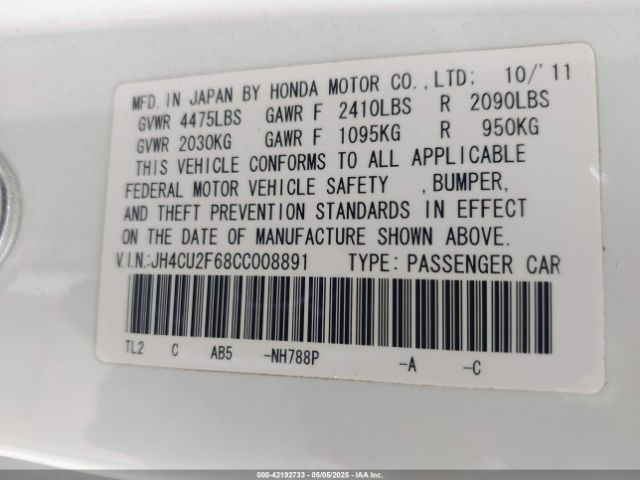 MFD. IN JAPAN BY HONDA MOTOR CO.,LTD; 10/'11
GVWR 4475LBS GAWR F 2410LBS R 2090LBS
GVWR 2030KG GAWR F 1095KG R 950KG
THIS VEHICLE CONFORMS TO ALL APPLICABLE
FEDERAL MOTOR VEHICLE SAFETY ,BUMPER,
AND THEFT PREVENTION STANDARDS IN EFFECT
ON THE DATE OF MANUFACTURE SHOWN ABOVE.
V.I.N.:JH4CU2F68CC008891 TYPE: PASSENGER CAR
TL2 C AB5 -NH788P -A -C
000-42192733 - 05/05/2025 - IAAI.COM